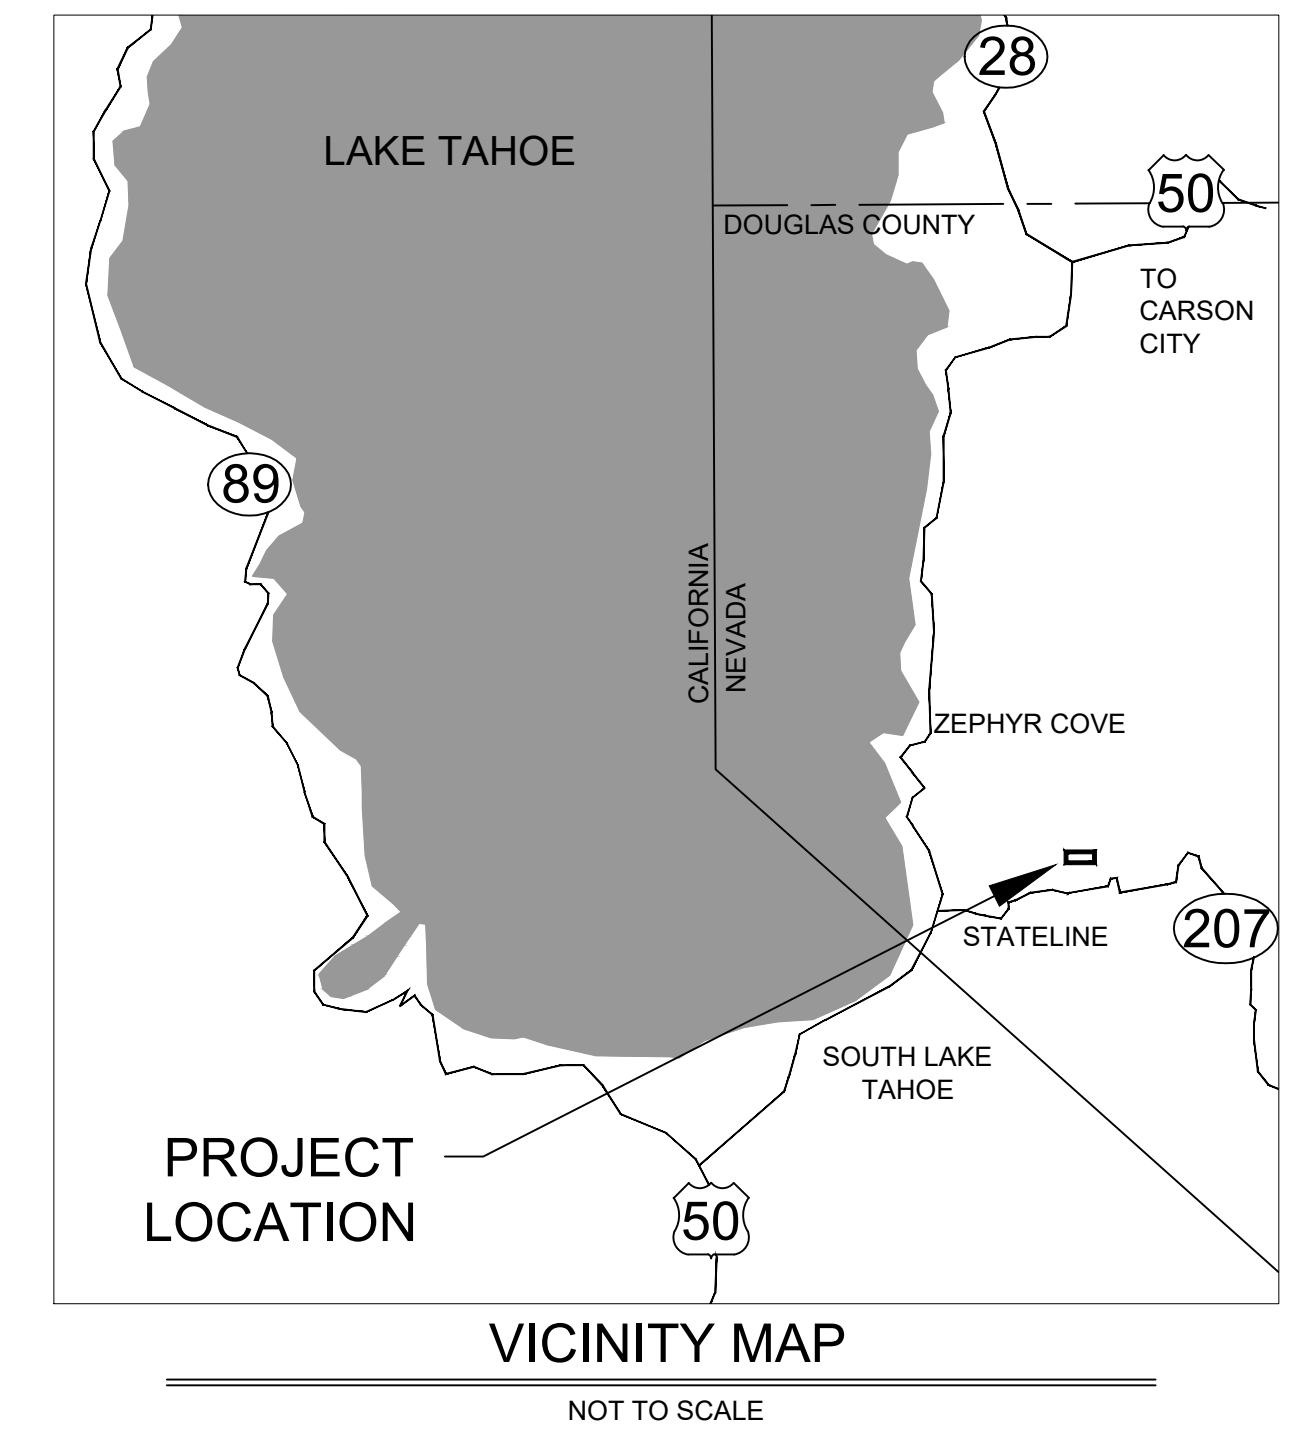 28
LAKE TAHOE
50
DOUGLAS COUNTY
TO
CARSON
CITY
89
CALIFORNIA
NEVADA
ZEPHYR COVE
207
STATELINE
SOUTH LAKE
TAHOE
PROJECT
LOCATION
50
VICINITY MAP
NOT TO SCALE